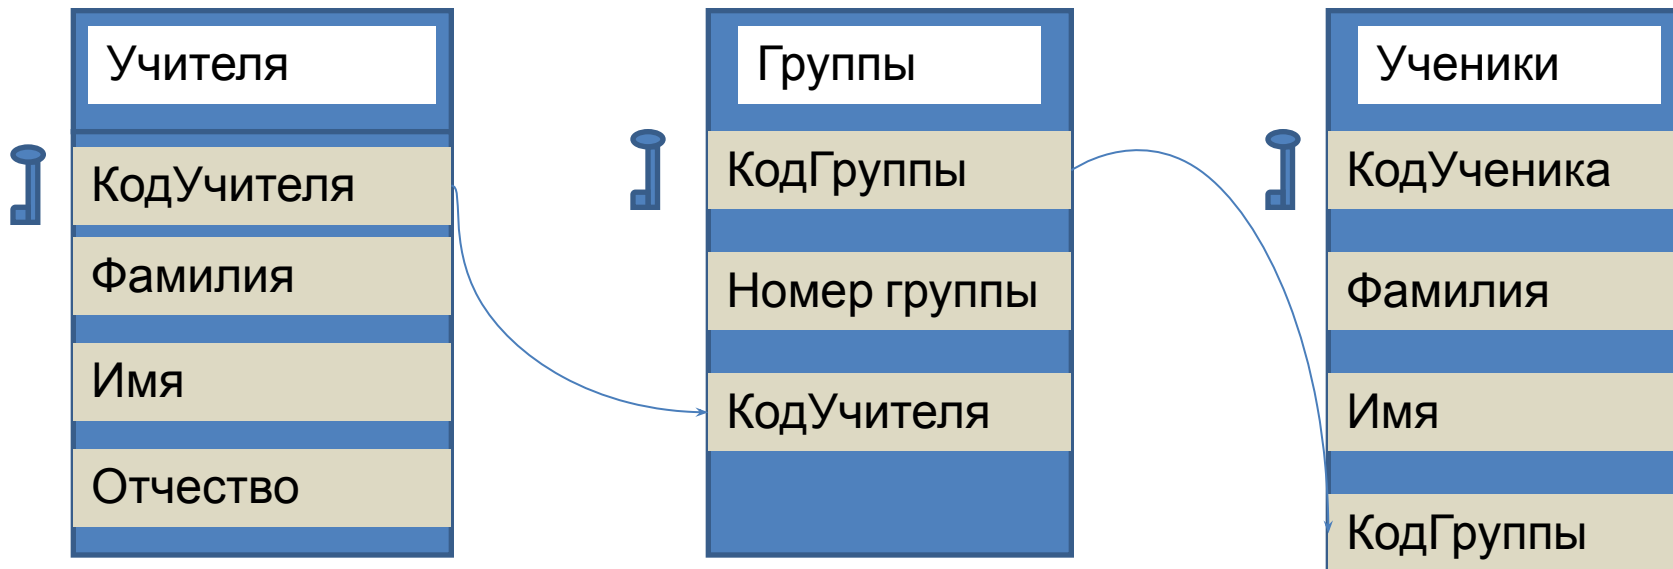 Учителя
КодУчителя
Фамилия
Имя
Отчество
Группы
КодГруппы
Номер группы
КодУчителя
Ученики
КодУченика
Фамилия
Имя
КодГруппы